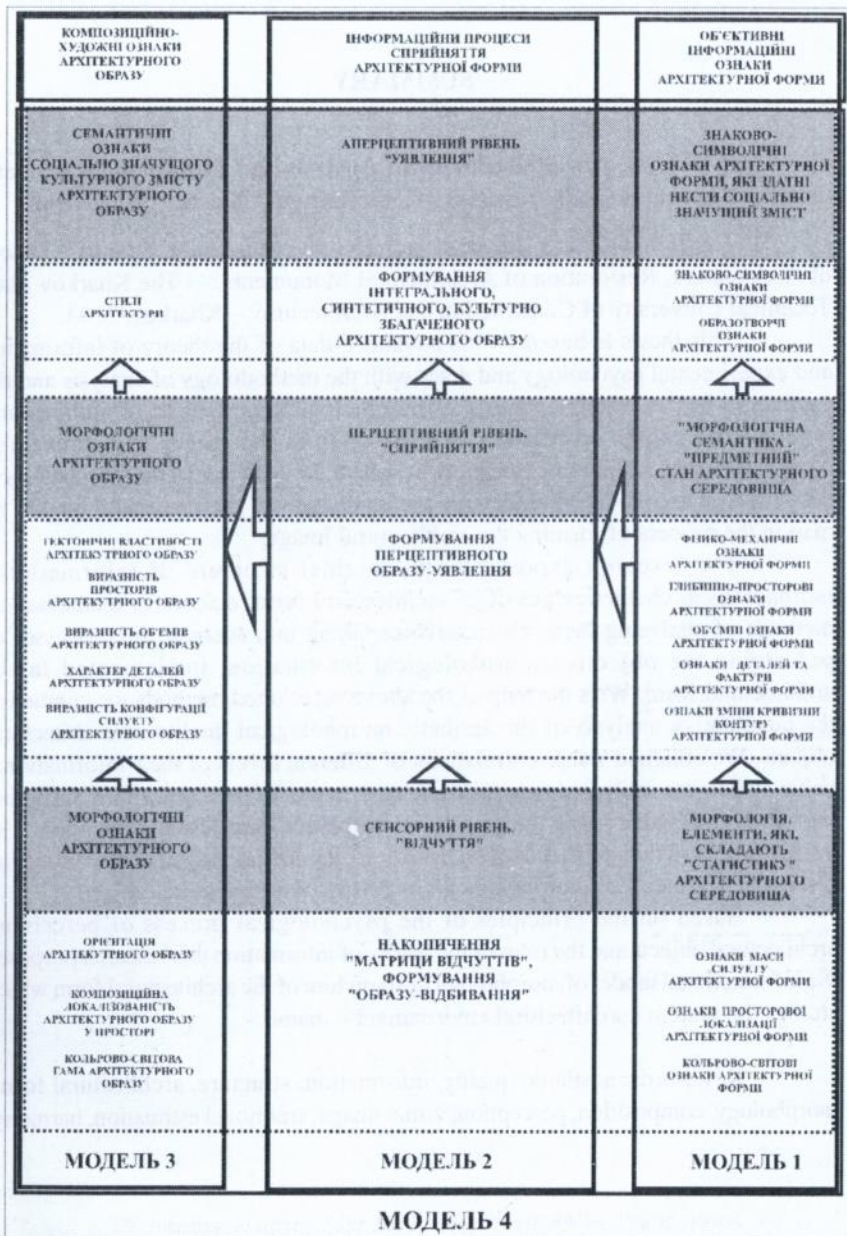 КОМПОЗИЦІЙНО-
ХУДОЖНІ ОЗНАКИ
АРХІТЕКТУРНОГО
ОБРАЗУ
ІНФОРМАЦІЙНИ ПРОЦЕСИ
СПРИЙНЯТТЯ
АРХІТЕКТУРНОЇ ФОРМИ
ОБ'ЄКТИВНІ
ІНФОРМАЦІЙНІ
ОЗНАКИ
АРХІТЕКТУРНОЇ ФОРМИ
СЕМАНТИЧНІ
ОЗНАКИ
СОЦІАЛЬНО ЗНАЧУЩОГО
КУЛЬТУРНОГО ЗМІСТУ
АРХІТЕКТУРНОГО
ОБРАЗУ
АПЕРЦЕПТИВНИЙ РІВЕНЬ
"УЯВЛЕННЯ"
ЗНАКОВО-
СИМВОЛІЧНІ
ОЗНАКИ АРХІТЕКТУРНОЇ
ФОРМИ, ЯКІ ЗДАТНІ
НЕСТИ СОЦІАЛЬНО
ЗНАЧУЩИЙ ЗМІСТ
СТИЛІ
АРХІТЕКТУРИ
ФОРМУВАННЯ
ІНТЕГРАЛЬНОГО,
СИНТЕТИЧНОГО, КУЛЬТУРНО
ЗБАГАЧЕНОГО
АРХІТЕКТУРНОГО ОБРАЗУ
ЗНАКОВО-СИМВОЛІЧНІ
ОЗНАКИ
АРХІТЕКТУРНОЇ ФОРМИ
ОБРАЗОТВОРЧІ
ОЗНАКИ
АРХІТЕКТУРНОЇ ФОРМИ
МОРФОЛОГІЧНІ
ОЗНАКИ
АРХІТЕКТУРНОГО
ОБРАЗУ
ПЕРЦЕПТИВНИЙ РІВЕНЬ.
"СПРИЙНЯТТЯ"
"МОРФОЛОГІЧНА
СЕМАНТИКА.
"ПРЕДМЕТНИЙ"
СТАН АРХІТЕКТУРНОГО
СЕРЕДОВИЩА
ТЕКТОНІЧНІ ВЛАСТИВОСТІ
АРХІТЕКУТРНОГО ОБРАЗУ
ВИРАЗНІСТЬ
ПРОСТОРІВ
АРХІТЕКТУРНОГО ОБРАЗУ
ВИРАЗНІСТЬ ОБ'ЄМІВ
АРХІТЕКТУРНОГО ОБРАЗУ
ХАРАКТЕР ДЕТАЛЕЙ
АРХІТЕКТУРНОГО ОБРАЗУ
ВИРАЗНІСТЬ КОНФІГУРАЦІЇ
СИЛУЕТУ
АРХІТЕКТУРНОГО ОБРАЗУ
ФОРМУВАННЯ
ПЕРЦЕПТИВНОГО
ОБРАЗУ-УЯВЛЕННЯ
ФІЗИКО-МЕХАНІЧНІ
ОЗНАКИ
АРХІТЕКТУРНОЇ ФОРМИ
ГЛИБИННО-ПРОСТОРОВІ
ОЗНАКИ
АРХІТЕКТУРНОЇ ФОРМИ
ОБ'ЄМНІ ОЗНАКИ
АРХІТЕКТУРНОЇ ФОРМИ
ОЗНАКИ ДЕТАЛЕЙ ТА
ФАКТУРИ
АРХІТЕКТУРНОЇ ФОРМИ
ОЗНАКИ ЗМІНИ КРИВИЗНИ
КОНТУРУ
АРХІТЕКТУРНОЇ ФОРМИ
МОРФОЛОГІЧНІ
ОЗНАКИ
АРХІТЕКТУРНОГО
ОБРАЗУ
СЕНСОРНИЙ РІВЕНЬ.
"ВІДЧУТТЯ"
МОРФОЛОГІЯ.
ЕЛЕМЕНТИ, ЯКІ,
СКЛАДАЮТЬ
"СТАТИСТИКУ"
АРХІТЕКТУРНОГО
СЕРЕДОВИЩА
ОРІЄНТАЦІЯ
АРХІТЕКТУРНОГО ОБРАЗУ
КОМПОЗИЦІЙНА
ЛОКАЛІЗОВАНІСТЬ
АРХІТЕКТУРНОГО ОБРАЗУ
У ПРОСТОРІ
КОЛЬРОВО-СВІТОВА
ГАМА АРХІТЕКТУРНОГО
ОБРАЗУ
НАКОПИЧЕННЯ
"МАТРИЦИ ВІДЧУТТІВ",
ФОРМУВАННЯ
"ОБРАЗУ-ВІДБИВАННЯ"
ОЗНАКИ МАСИ
СИЛУЕТУ
АРХІТЕКТУРНОЇ ФОРМИ
ОЗНАКИ ПРОСТОРОВОЇ
ЛОКАЛІЗАЦІЇ
АРХІТЕКТУРНОЇ ФОРМИ
КОЛЬРОВО-СВІТОВІ
ОЗНАКИ АРХІТЕКТУРНОЇ
ФОРМИ
МОДЕЛЬ 3
МОДЕЛЬ 2
МОДЕЛЬ 1
МОДЕЛЬ 4